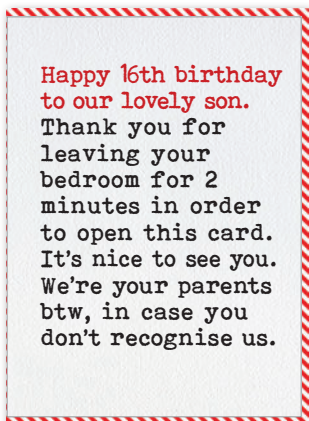 Happy 16th birthday
to our lovely son.
Thank you for
leaving your
bedroom for 2
minutes in order
to open this card.
It's nice to see you.
We're your parents
btw, in case you
don't recognise us.